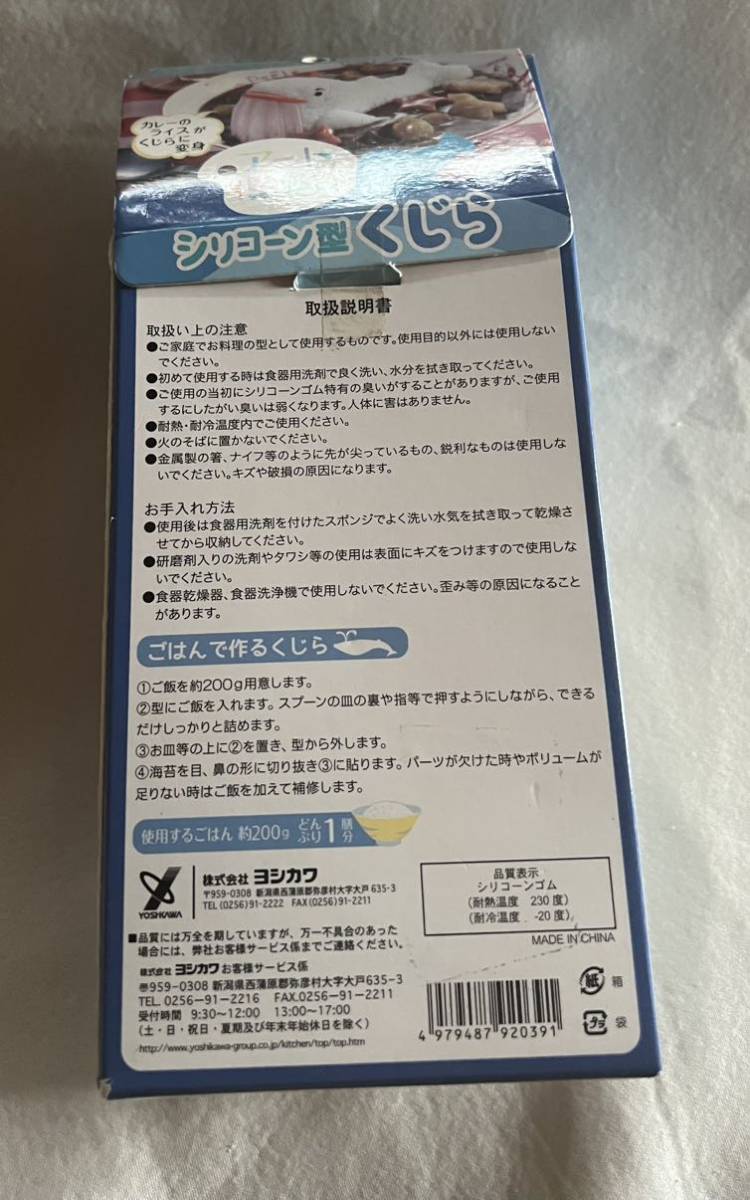 カレーの
ライスが
くじらに
変身
シリコーン型 くじら
取扱説明書
取扱い上の注意
●ご家庭でお料理の型として使用するものです。使用目的以外には使用しない
でください。
●初めて使用する時は食器用洗剤で良く洗い、水分を拭き取ってください。
●ご使用の当初にシリコーンゴム特有の臭いがすることがありますが、ご使用
するにしたがい臭いは弱くなります。人体に害はありません。
●耐熱・耐冷温度内でご使用ください。
●火のそばに置かないでください。
●金属製の箸、ナイフ等のように先が尖っているもの、鋭利なものは使用しな
いでください。キズや破損の原因になります。
お手入れ方法
●使用後は食器用洗剤を付けたスポンジでよく洗い水気を拭き取って乾燥さ
せてから収納してください。
●研磨剤入りの洗剤やタワシ等の使用は表面にキズをつけますので使用しな
いでください。
●食器乾燥器、食器洗浄機で使用しないでください。歪み等の原因になること
があります。
ごはんで作るくじら
①ご飯を約200g用意します。
②型にご飯を入れます。スプーンの皿の裏や指等で押すようにしながら、できる
だけしっかりと詰めます。
③お皿等の上に②を置き、型から外します。
④海苔を目、鼻の形に切り抜き③に貼ります。パーツが欠けた時やボリュームが
足りない時はご飯を加えて補修します。
使用するごはん 約200g どんぶり1膳分
YOSHIKAWA
株式会社 ヨシカワ
〒959-0308 新潟県西蒲原郡弥彦村大字大戸635-3
TEL (0256)91-2222 FAX (0256)91-2211
品質表示
シリコーンゴム
(耐熱温度 230度)
(耐冷温度 -20度)
MADE IN CHINA
■品質には万全を期していますが、万一不具合のあった
場合には、弊社お客様サービス係までご連絡ください。
株式会社 ヨシカワ お客様サービス係
〒959-0308 新潟県西蒲原郡弥彦村大字大戸635-3
TEL. 0256-91-2216 FAX.0256-91-2211
受付時間 9:30~12:00 13:00~17:00
(土・日・祝日・夏期及び年末年始休日を除く)
http://www.yoshikawa-group.co.jp/kitchen/top/top.htm
4 979487 920391
紙 箱
プラ 袋